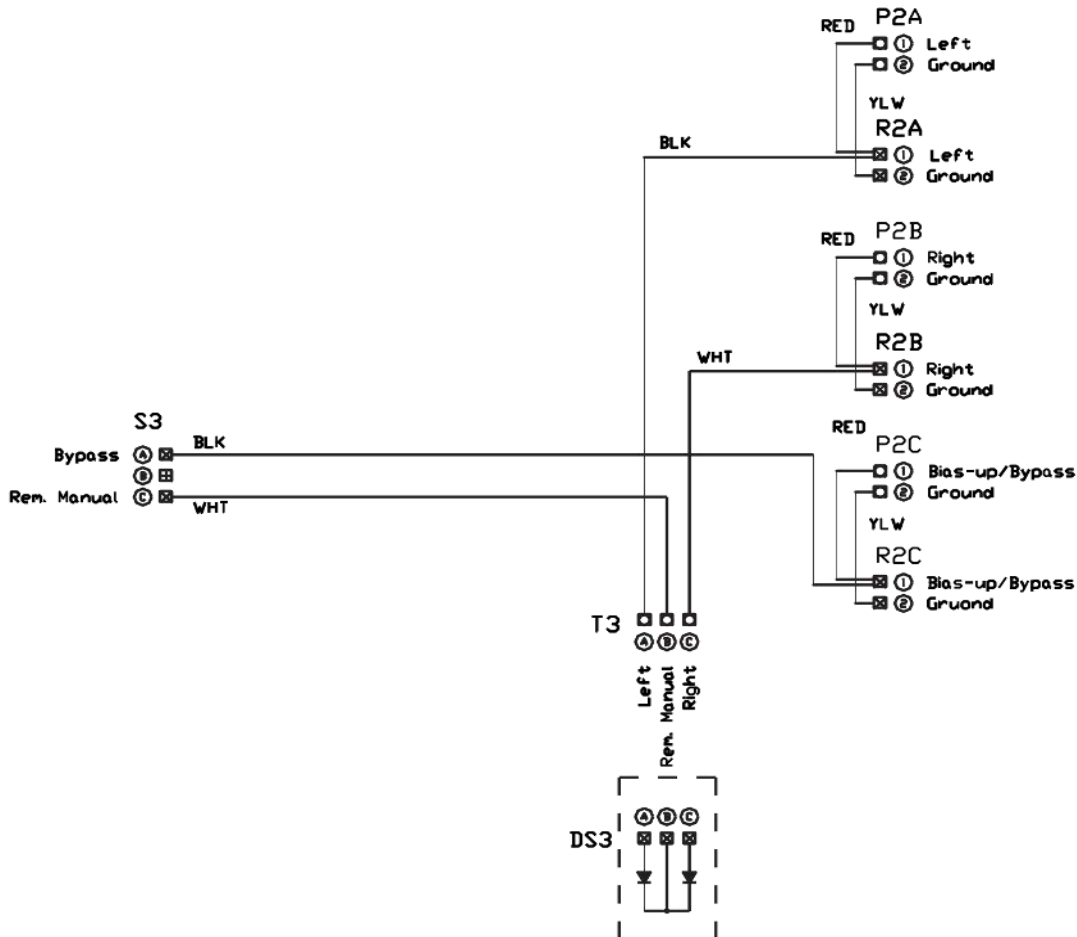 P2A
RED
① Left
② Ground
YLW
R2A
BLK
① Left
② Ground
P2B
RED
① Right
② Ground
YLW
R2B
WHT
① Right
② Ground
S3
RED
P2C
Bypass Ⓐ
BLK
Ⓑ
① Bias-up/Bypass
② Ground
Rem. Manual Ⓒ
WHT
YLW
R2C
① Bias-up/Bypass
② Gruond
T3
Ⓐ Ⓑ Ⓒ
Left
Rem. Manual
Right
Ⓐ Ⓑ Ⓒ
DS3